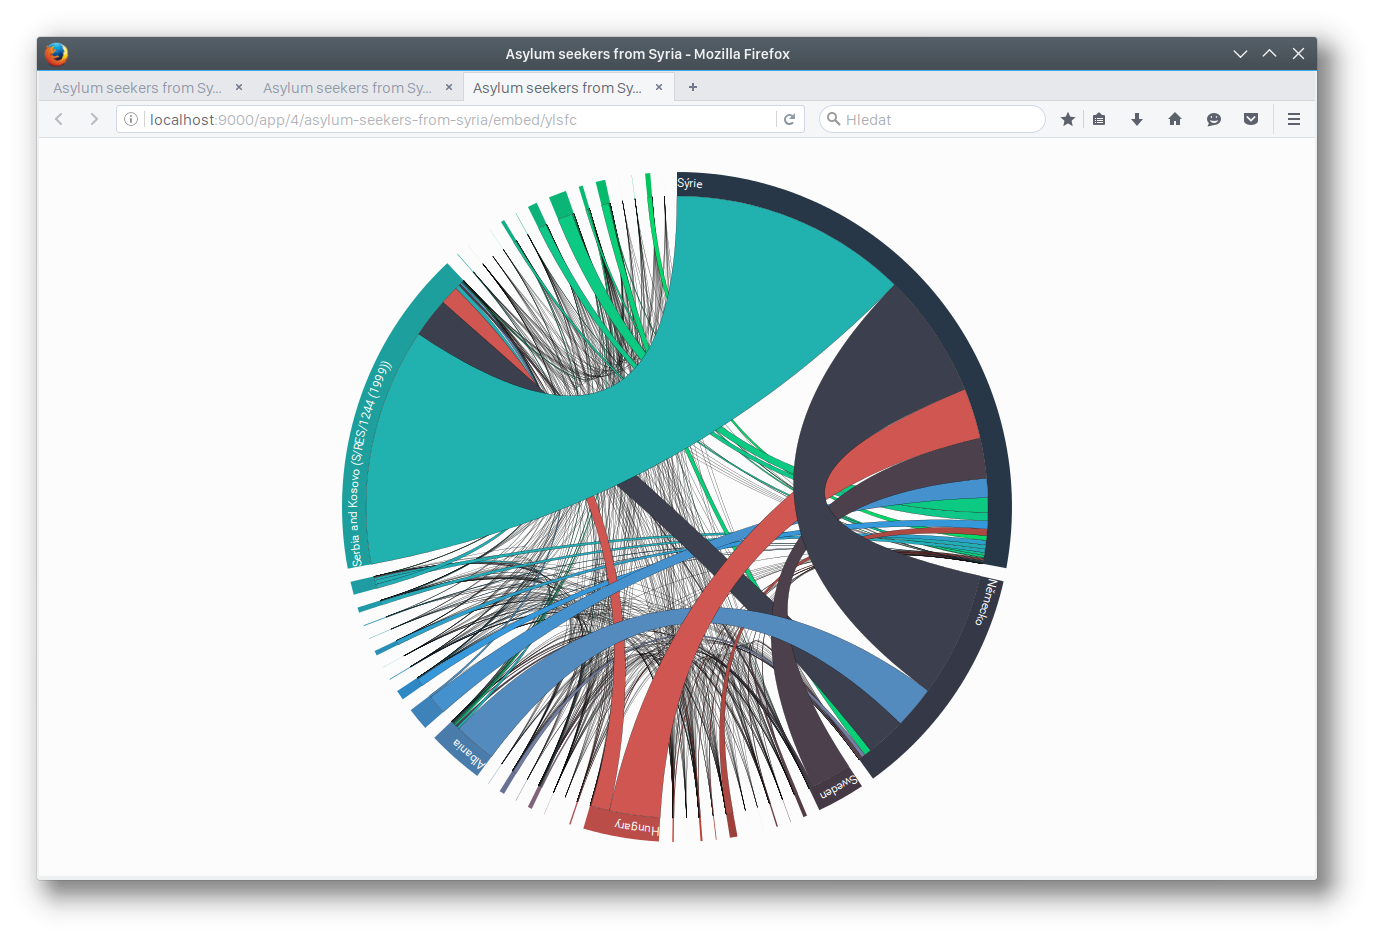 Asylum seekers from Syria - Mozilla Firefox
Asylum seekers from Sy...
Asylum seekers from Sy...
Asylum seekers from Sy...
localhost:9000/app/4/asylum-seekers-from-syria/embed/ylsfc
Hledat
Sýrie
Serbia and Kosovo (S/RES/1244 (1999))
Německo
Albania
Sweden
Hungary